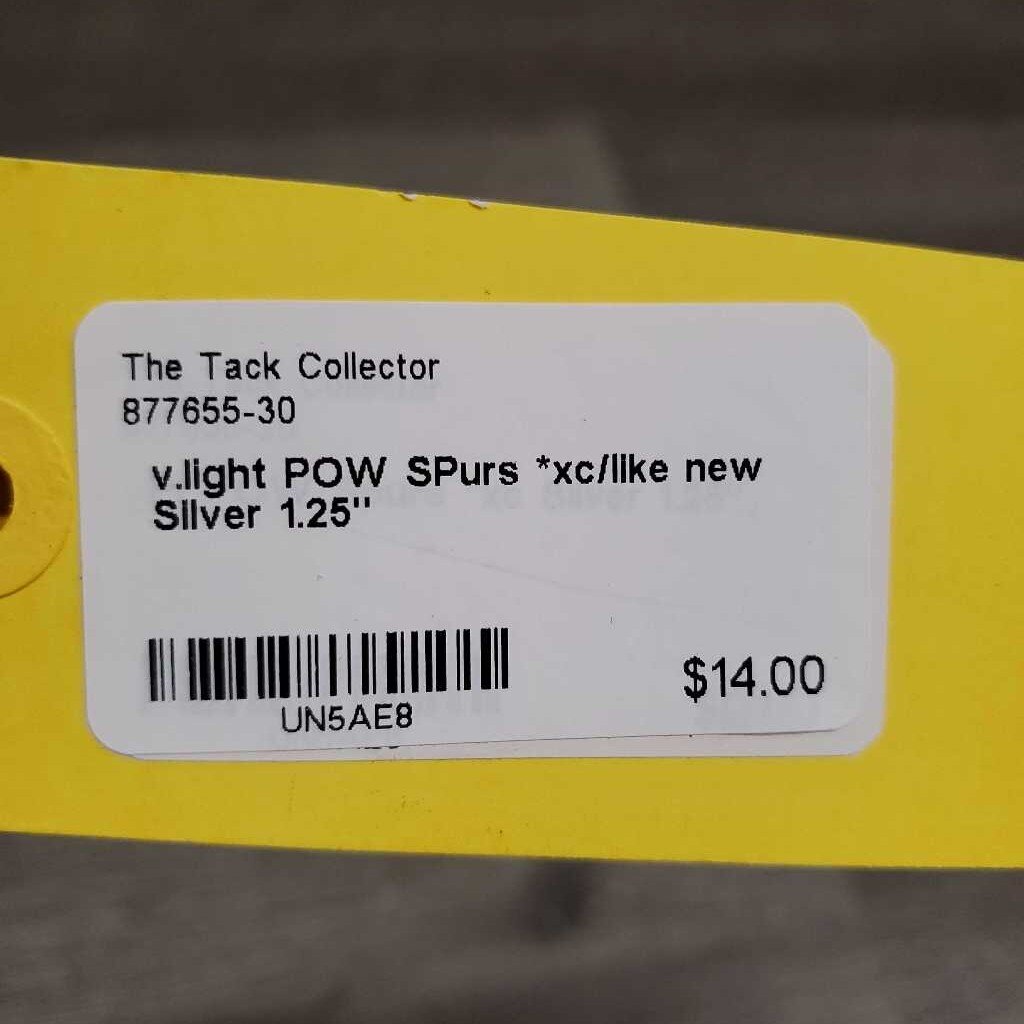 The Tack Collector
877655-30
v.light POW SPurs *xc/like new
Silver 1.25"
UN5AE8
$14.00